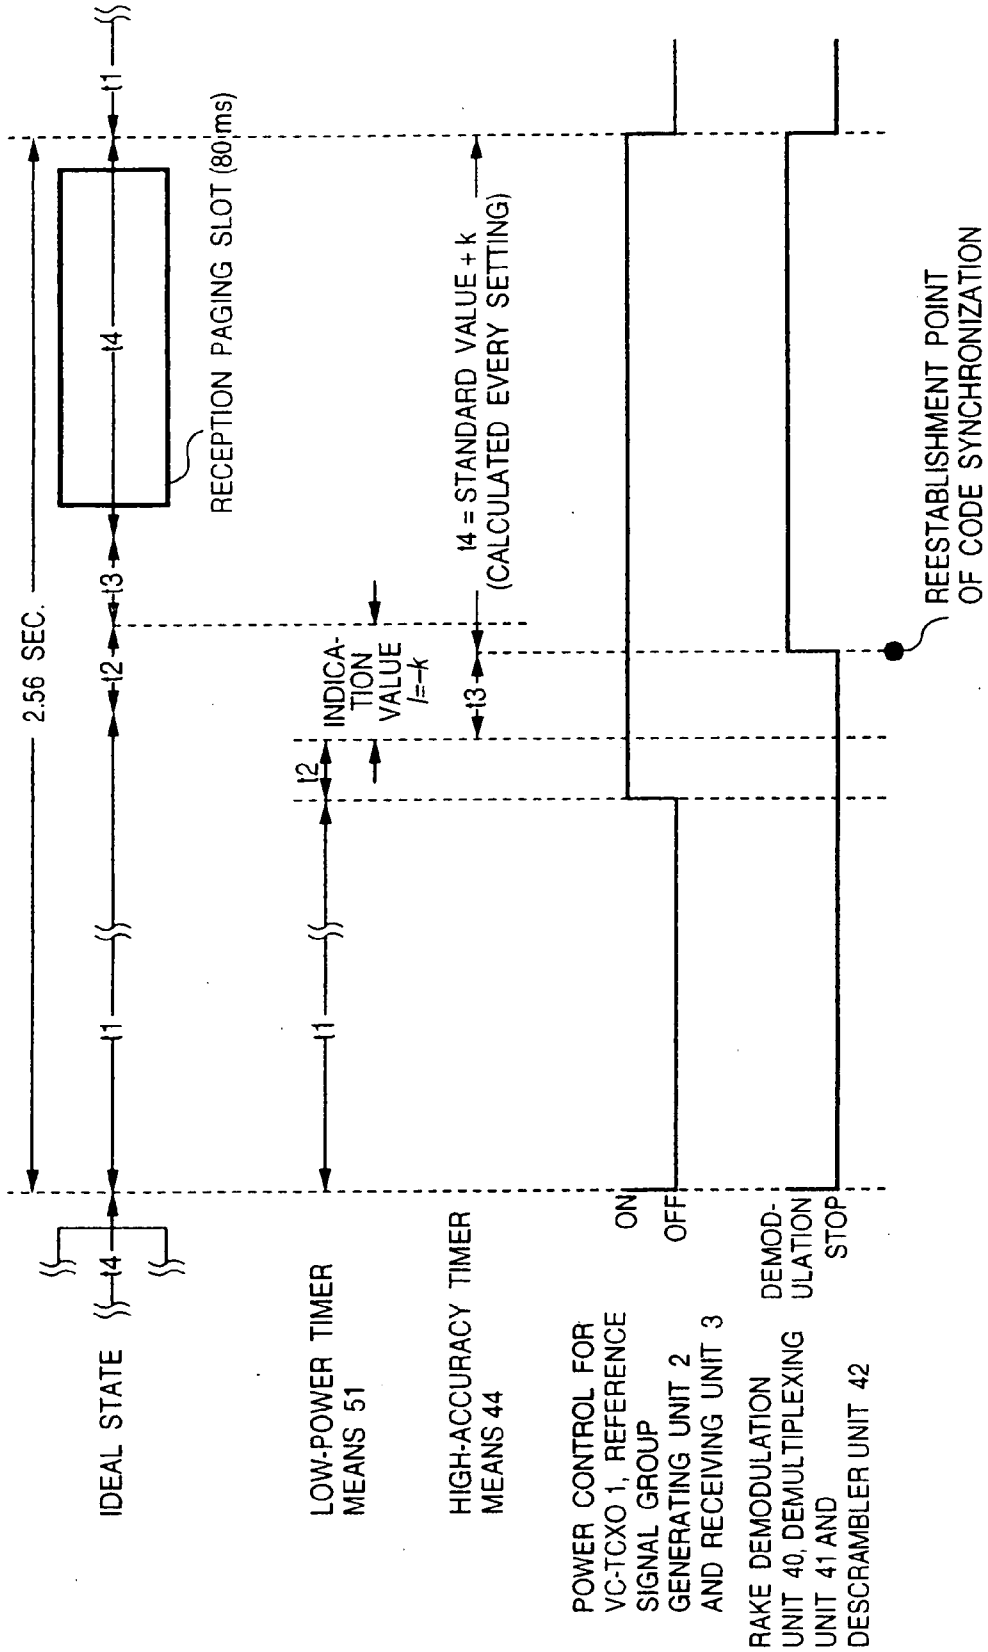 2.56 SEC.
IDEAL STATE
t4
t1
t2
t3
t4
t1
RECEPTION PAGING SLOT (80 ms)
LOW-POWER TIMER
MEANS 51
t1
t2
INDICA-
TION
VALUE
l=-k
HIGH-ACCURACY TIMER
MEANS 44
t3
t4 = STANDARD VALUE + k
(CALCULATED EVERY SETTING)
POWER CONTROL FOR
VC-TCXO 1, REFERENCE
SIGNAL GROUP
GENERATING UNIT 2
AND RECEIVING UNIT 3
ON
OFF
RAKE DEMODULATION
UNIT 40, DEMULTIPLEXING
UNIT 41 AND
DESCRAMBLER UNIT 42
DEMOD-
ULATION
STOP
REESTABLISHMENT POINT
OF CODE SYNCHRONIZATION